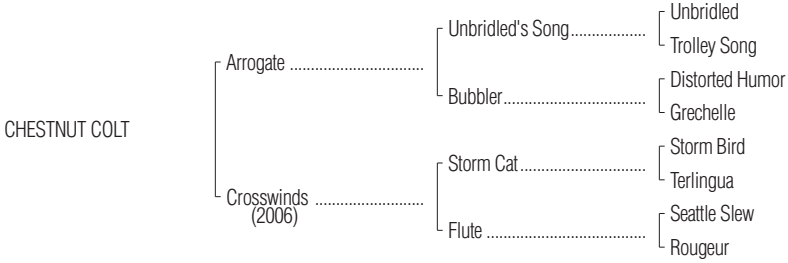 Unbridled
Unbridled's Song..................
Trolley Song
Arrogate ................................
Distorted Humor
Bubbler..................................
Grechelle
CHESTNUT COLT
Storm Bird
Storm Cat..............................
Terlingua
Crosswinds ..........................
(2006)
Seattle Slew
Flute ......................................
Rougeur